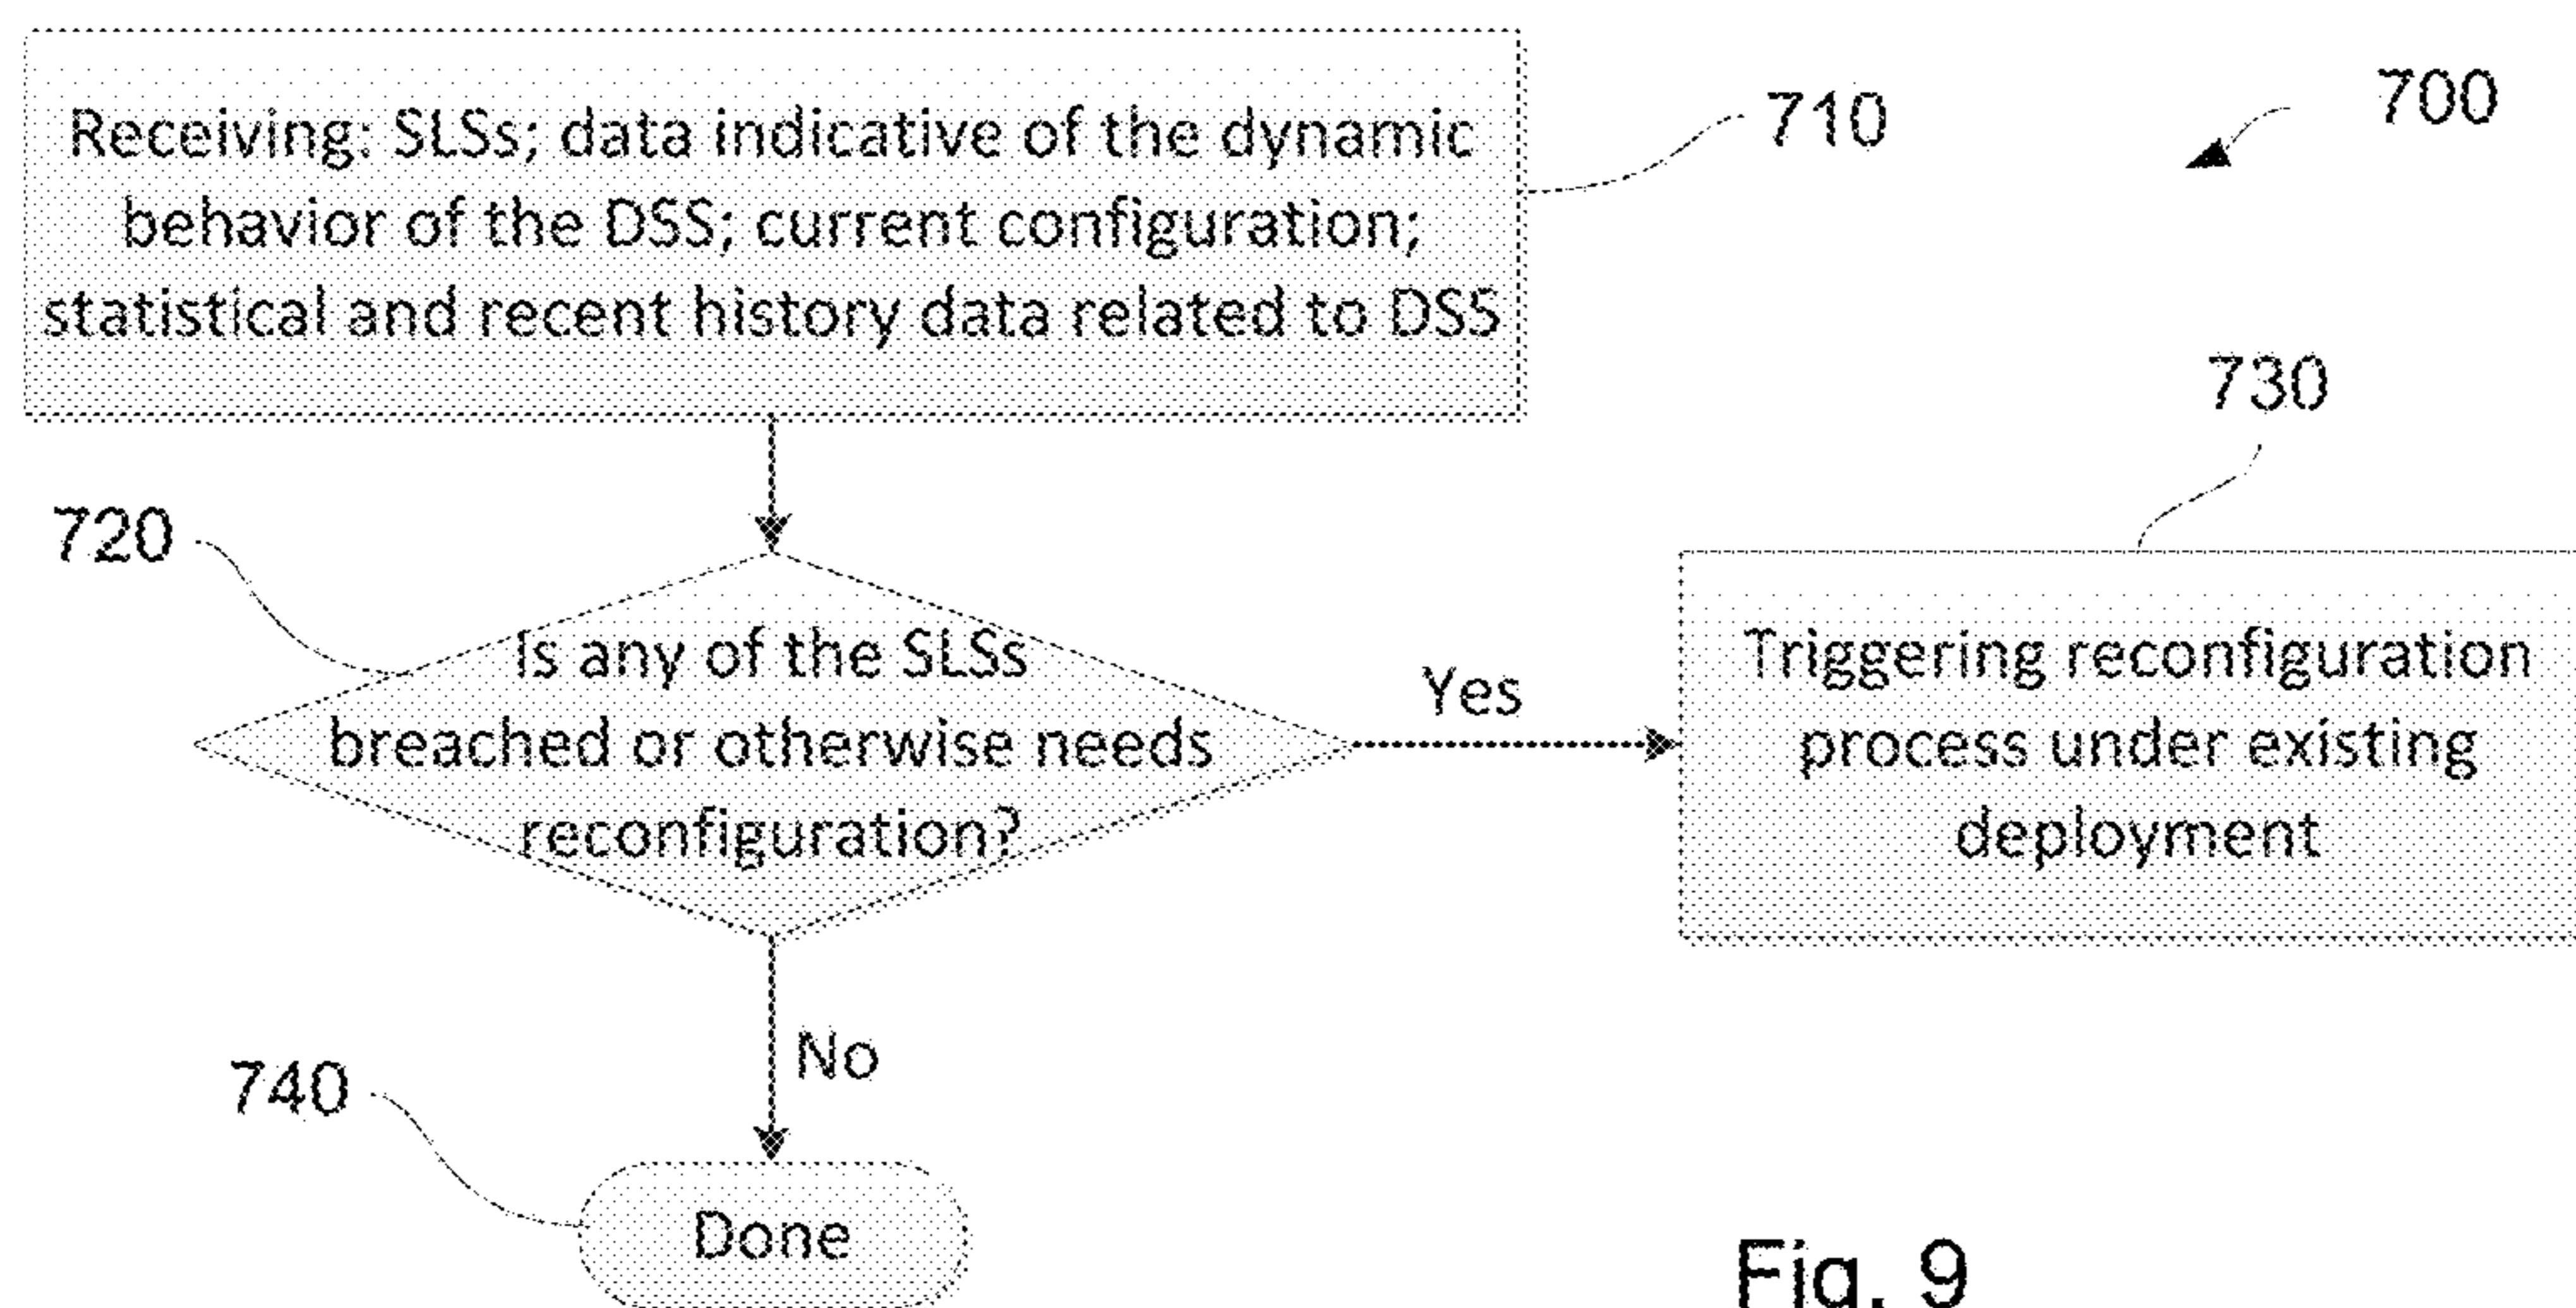 Receiving: SLSs; data indicative of the dynamic
behavior of the DSS; current configuration;
statistical and recent history data related to DSS
710
700
730
720
Is any of the SLSs
breached or otherwise needs
reconfiguration?
Yes
Triggering reconfiguration
process under existing
deployment
No
740
Done
Fig. 9